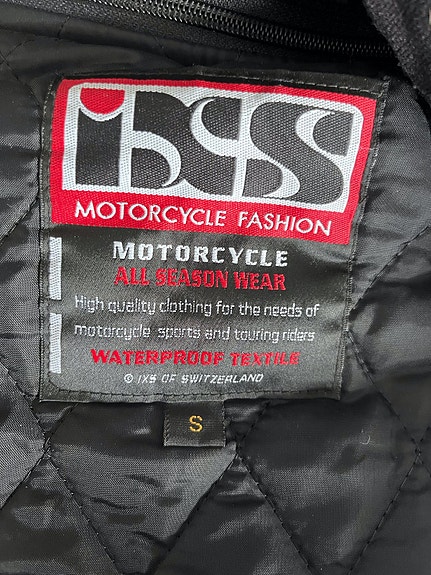 iXS
MOTORCYCLE FASHION
MOTORCYCLE
ALL SEASON WEAR
High quality clothing for the needs of
motorcycle sports and touring riders
WATERPROOF TEXTILE
© IXS OF SWITZERLAND
S